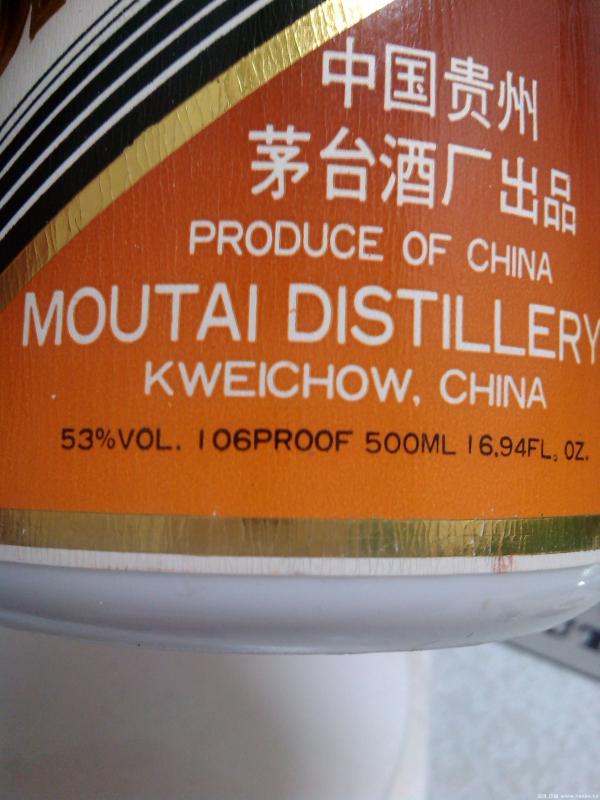 中国贵州
茅台酒厂出品
PRODUCE OF CHINA
MOUTAI DISTILLERY
KWEICHOW, CHINA
53%VOL. 106PROOF 500ML 16.94FL. OZ.